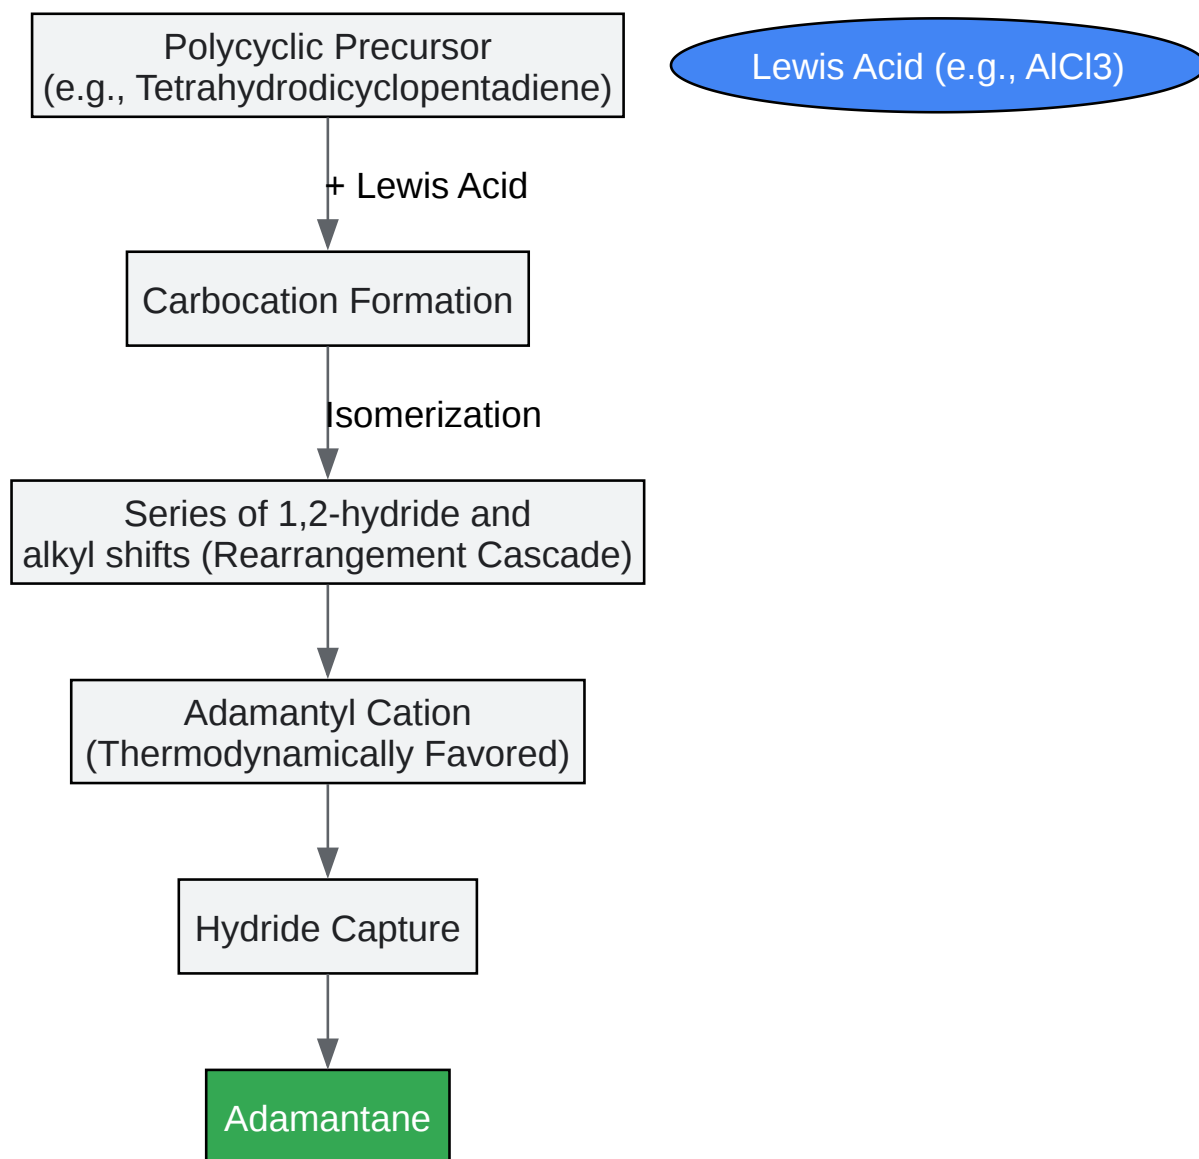 Polycyclic Precursor
(e.g., Tetrahydrodicyclopentadiene)
Lewis Acid (e.g., AlCl3)
+ Lewis Acid
Carbocation Formation
Isomerization
Series of 1,2-hydride and
alkyl shifts (Rearrangement Cascade)
Adamantyl Cation
(Thermodynamically Favored)
Hydride Capture
Adamantane